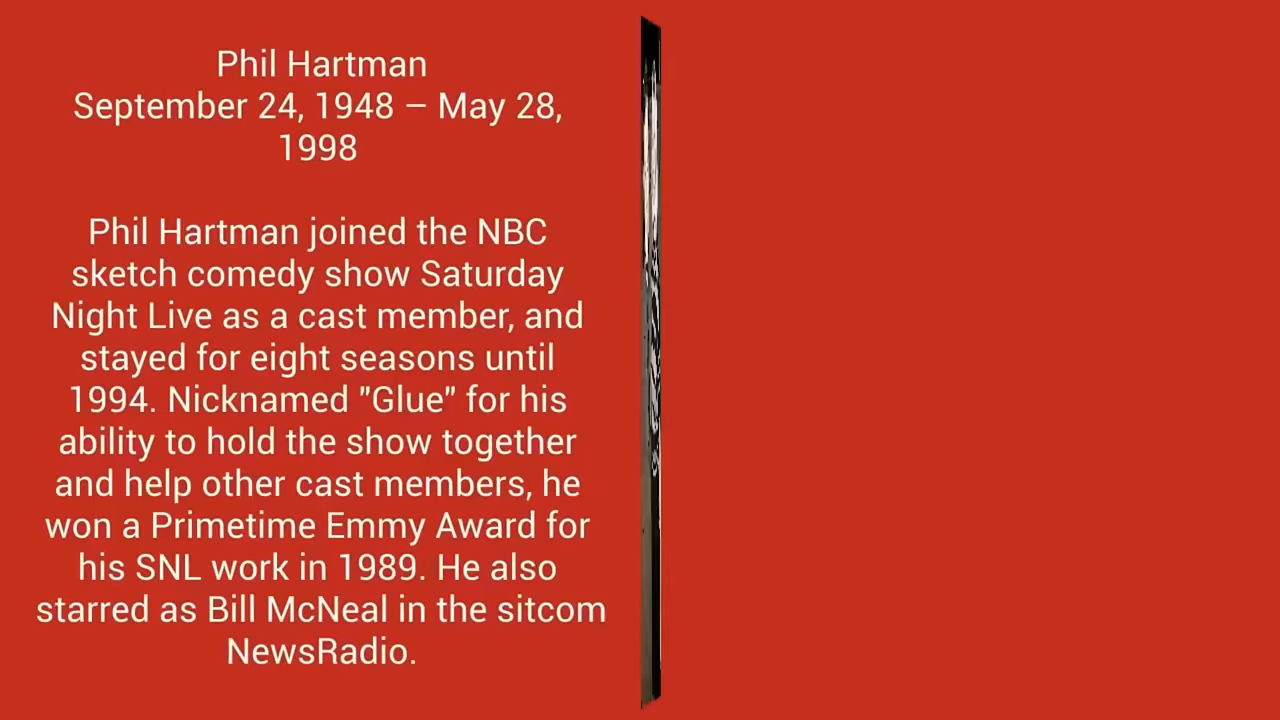 Phil Hartman
September 24, 1948 – May 28,
1998
Phil Hartman joined the NBC
sketch comedy show Saturday
Night Live as a cast member, and
stayed for eight seasons until
1994. Nicknamed "Glue" for his
ability to hold the show together
and help other cast members, he
won a Primetime Emmy Award for
his SNL work in 1989. He also
starred as Bill McNeal in the sitcom
NewsRadio.